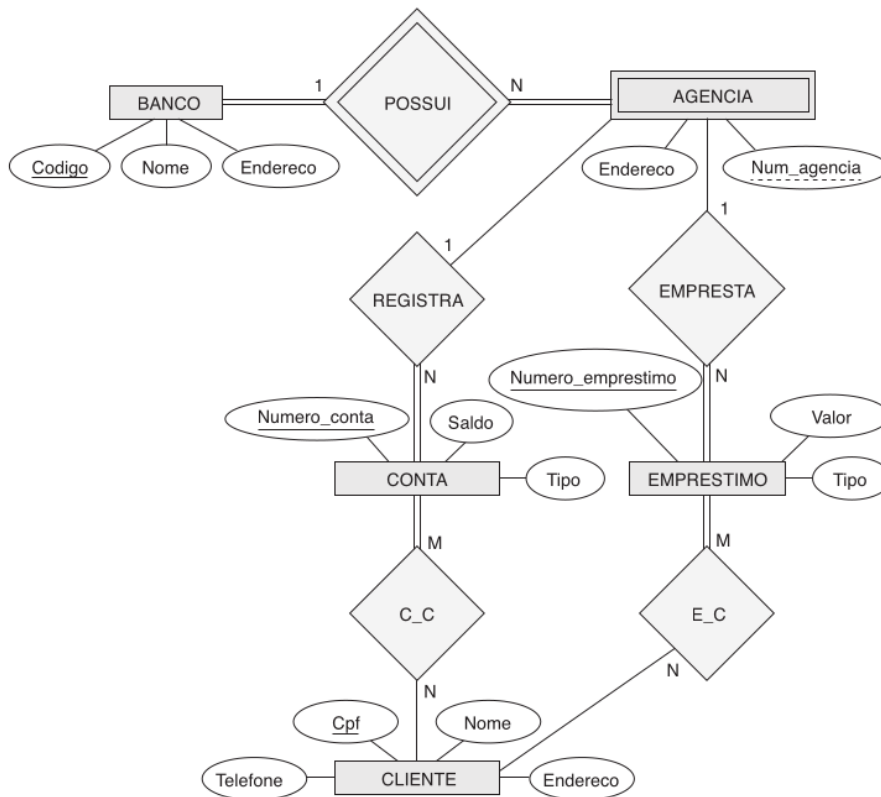 1
N
BANCO
POSSUI
AGENCIA
Codigo
Nome
Endereco
Endereco
Num_agencia
1
1
REGISTRA
EMPRESTA
N
Numero_emprestimo
N
Numero_conta
Saldo
Valor
CONTA
Tipo
EMPRESTIMO
Tipo
M
M
C_C
E_C
N
N
Cpf
Nome
Telefone
CLIENTE
Endereco